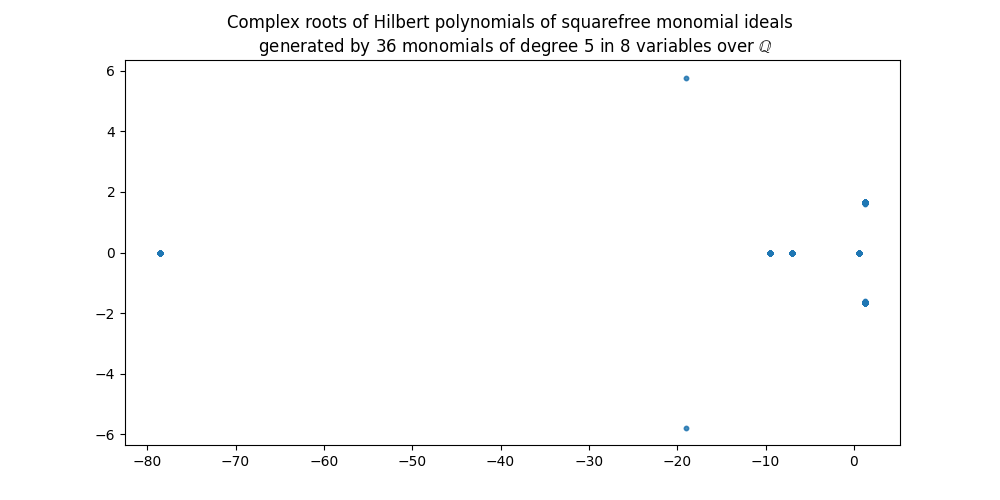 Complex roots of Hilbert polynomials of squarefree monomial ideals
generated by 36 monomials of degree 5 in 8 variables over ℚ
6
4
2
0
−2
−4
−6
−80 −70 −60 −50 −40 −30 −20 −10 0